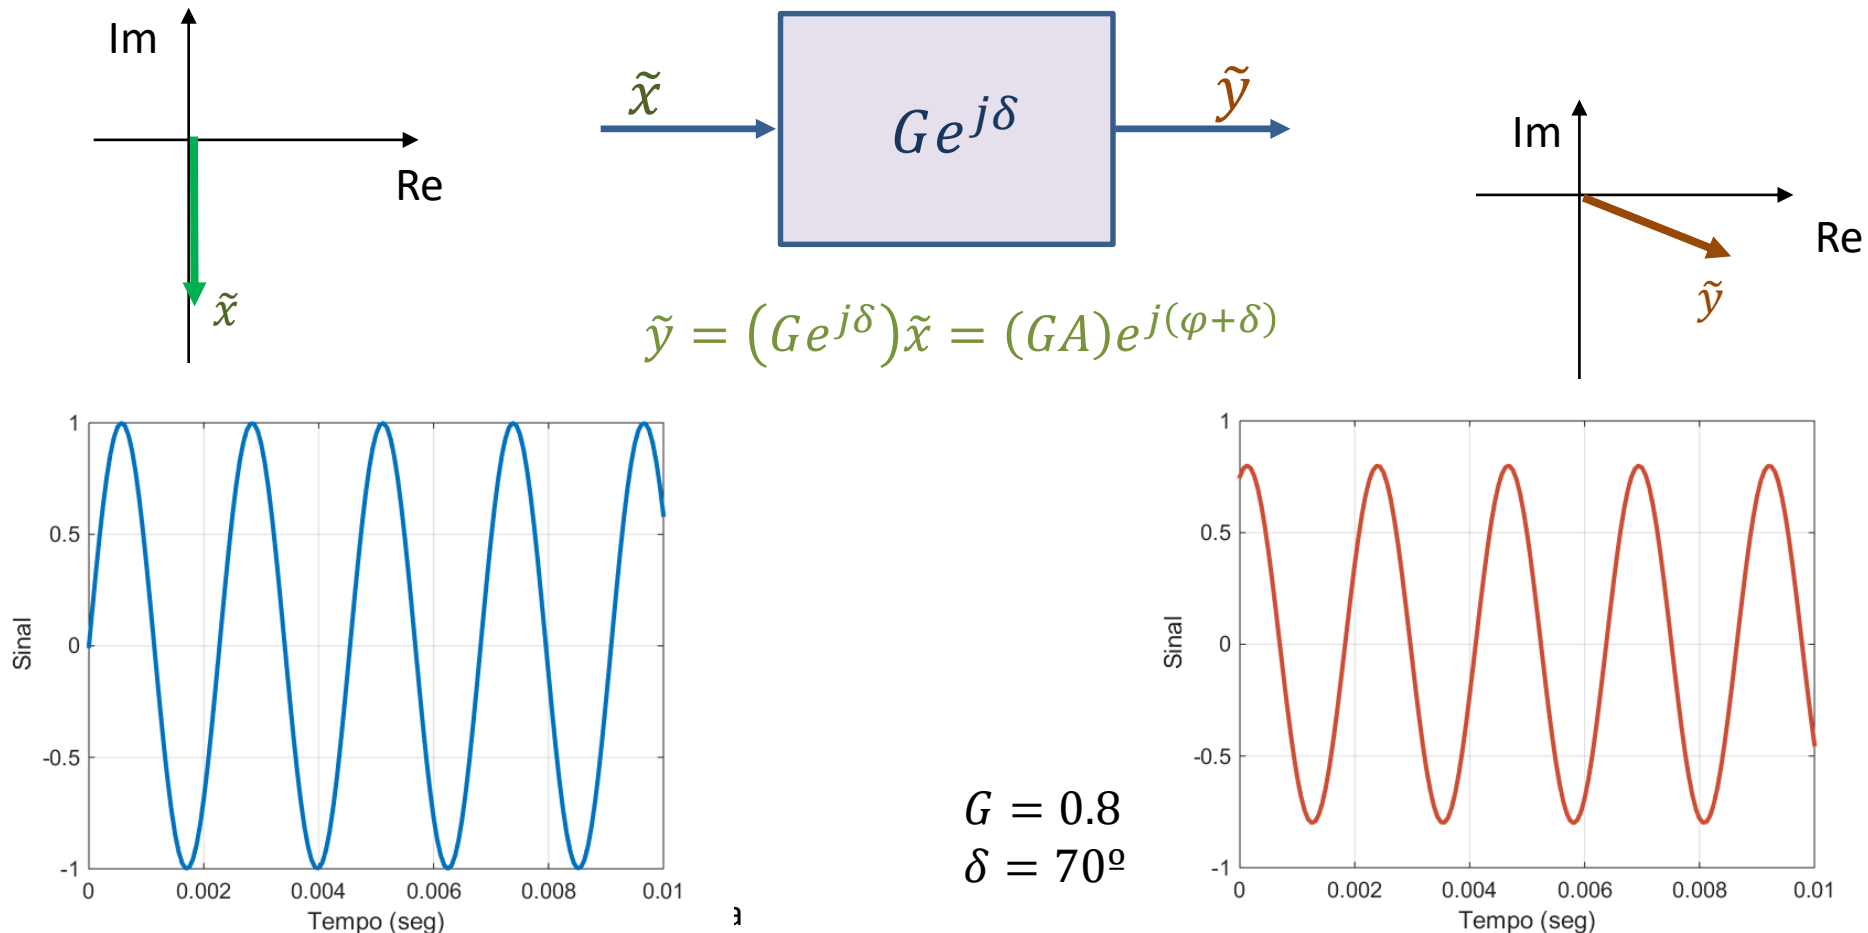 Im
Re
x̃
x̃
Ge^{jδ}
ỹ
Im
Re
ỹ
ỹ = (Ge^{jδ})x̃ = (GA)e^{j(φ+δ)}
1
0.5
0
-0.5
-1
0 0.002 0.004 0.006 0.008 0.01
Sinal
Tempo (seg)
a
G = 0.8
δ = 70º
1
0.5
0
-0.5
-1
0 0.002 0.004 0.006 0.008 0.01
Sinal
Tempo (seg)